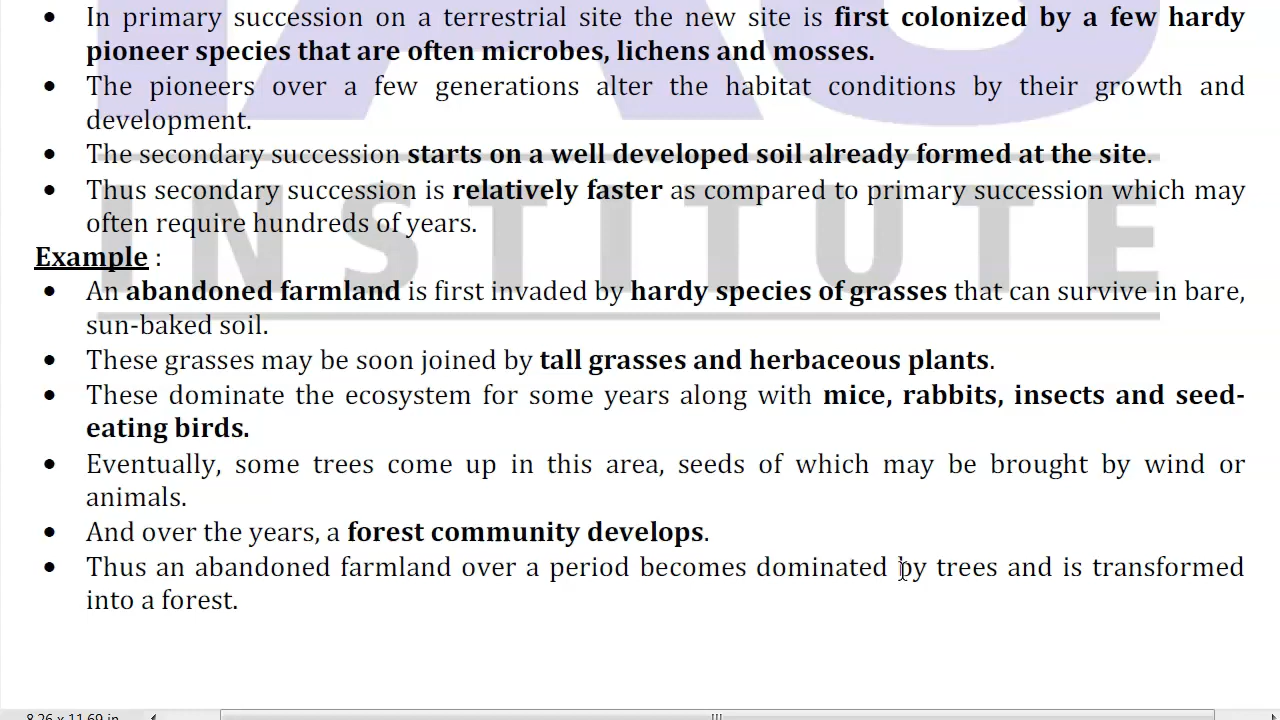 • In primary succession on a terrestrial site the new site is first colonized by a few hardy
pioneer species that are often microbes, lichens and mosses.
• The pioneers over a few generations alter the habitat conditions by their growth and
development.
• The secondary succession starts on a well developed soil already formed at the site.
• Thus secondary succession is relatively faster as compared to primary succession which may
often require hundreds of years.
INSTITUTE
Example :
• An abandoned farmland is first invaded by hardy species of grasses that can survive in bare,
sun-baked soil.
• These grasses may be soon joined by tall grasses and herbaceous plants.
• These dominate the ecosystem for some years along with mice, rabbits, insects and seed-
eating birds.
• Eventually, some trees come up in this area, seeds of which may be brought by wind or
animals.
• And over the years, a forest community develops.
• Thus an abandoned farmland over a period becomes dominated by trees and is transformed
into a forest.
8.26 x 11.69 in